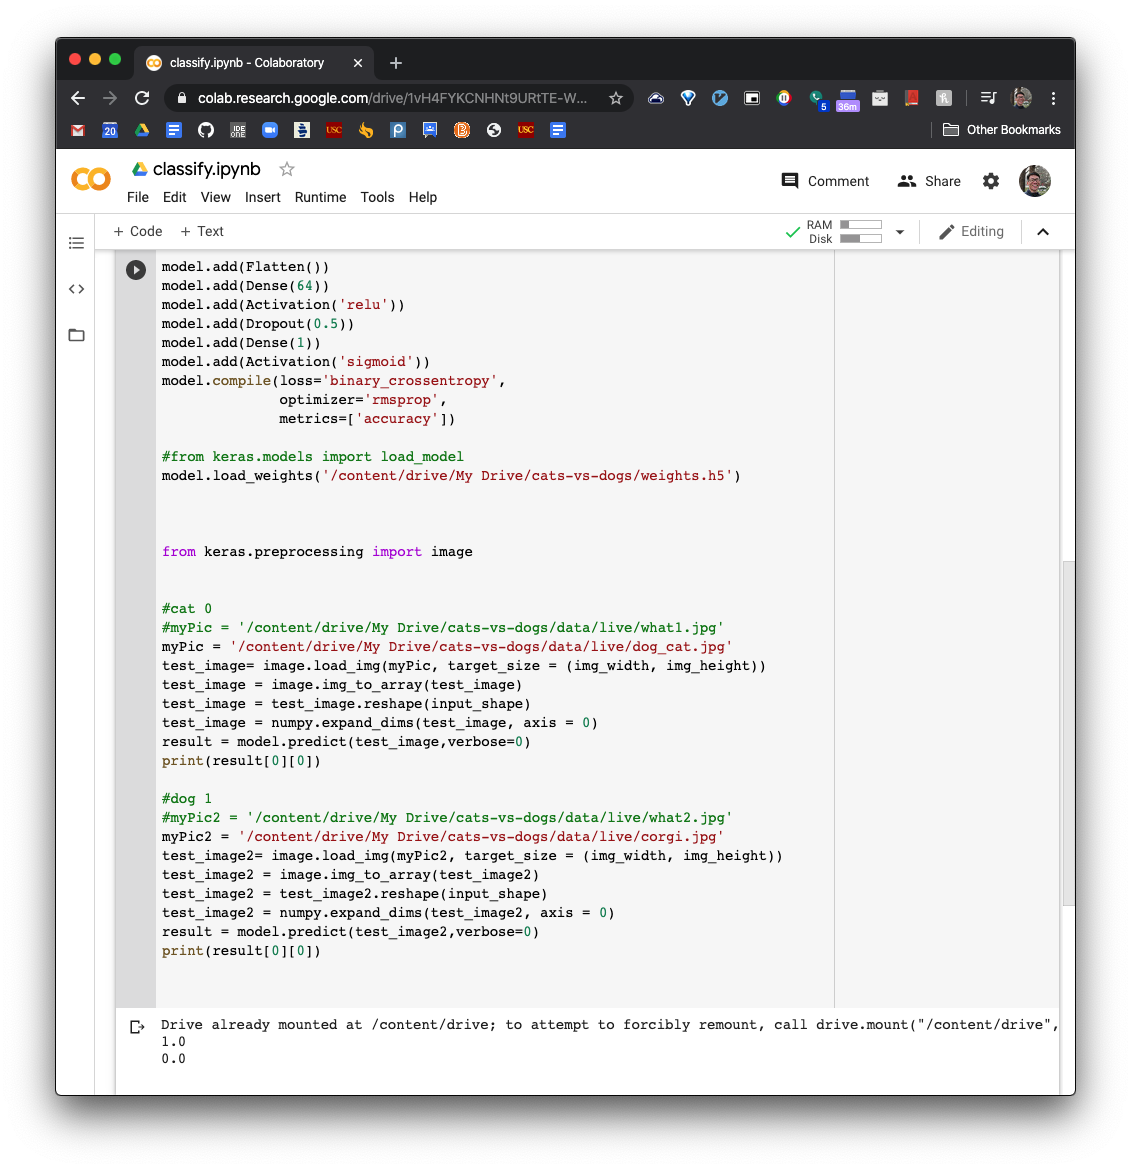 classify.ipynb - Colaboratory
colab.research.google.com/drive/1vH4FYKCNHNt9URtTE-W...
5
36m
20
IDE ONE
USC
USC
Other Bookmarks
classify.ipynb
Comment
Share
File Edit View Insert Runtime Tools Help
+ Code + Text
RAM
Disk
Editing
model.add(Flatten())
model.add(Dense(64))
model.add(Activation('relu'))
model.add(Dropout(0.5))
model.add(Dense(1))
model.add(Activation('sigmoid'))
model.compile(loss='binary_crossentropy',
optimizer='rmsprop',
metrics=['accuracy'])
#from keras.models import load_model
model.load_weights('/content/drive/My Drive/cats-vs-dogs/weights.h5')
from keras.preprocessing import image
#cat 0
#myPic = '/content/drive/My Drive/cats-vs-dogs/data/live/what1.jpg'
myPic = '/content/drive/My Drive/cats-vs-dogs/data/live/dog_cat.jpg'
test_image= image.load_img(myPic, target_size = (img_width, img_height))
test_image = image.img_to_array(test_image)
test_image = test_image.reshape(input_shape)
test_image = numpy.expand_dims(test_image, axis = 0)
result = model.predict(test_image,verbose=0)
print(result[0][0])
#dog 1
#myPic2 = '/content/drive/My Drive/cats-vs-dogs/data/live/what2.jpg'
myPic2 = '/content/drive/My Drive/cats-vs-dogs/data/live/corgi.jpg'
test_image2= image.load_img(myPic2, target_size = (img_width, img_height))
test_image2 = image.img_to_array(test_image2)
test_image2 = test_image2.reshape(input_shape)
test_image2 = numpy.expand_dims(test_image2, axis = 0)
result = model.predict(test_image2,verbose=0)
print(result[0][0])
Drive already mounted at /content/drive; to attempt to forcibly remount, call drive.mount("/content/drive",
1.0
0.0